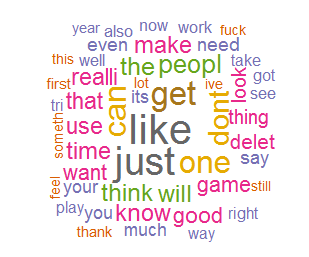 year also now work fuck
even make need
this well the peopl take
first realli lot its ive got
tri that can get dont look see
someth use like thing
time just one delet
want say
feel your think will game still
play you know good right
thank much way